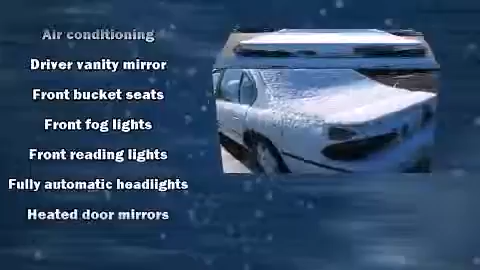 Air conditioning
Driver vanity mirror
Front bucket seats
Front fog lights
Front reading lights
Fully automatic headlights
Heated door mirrors